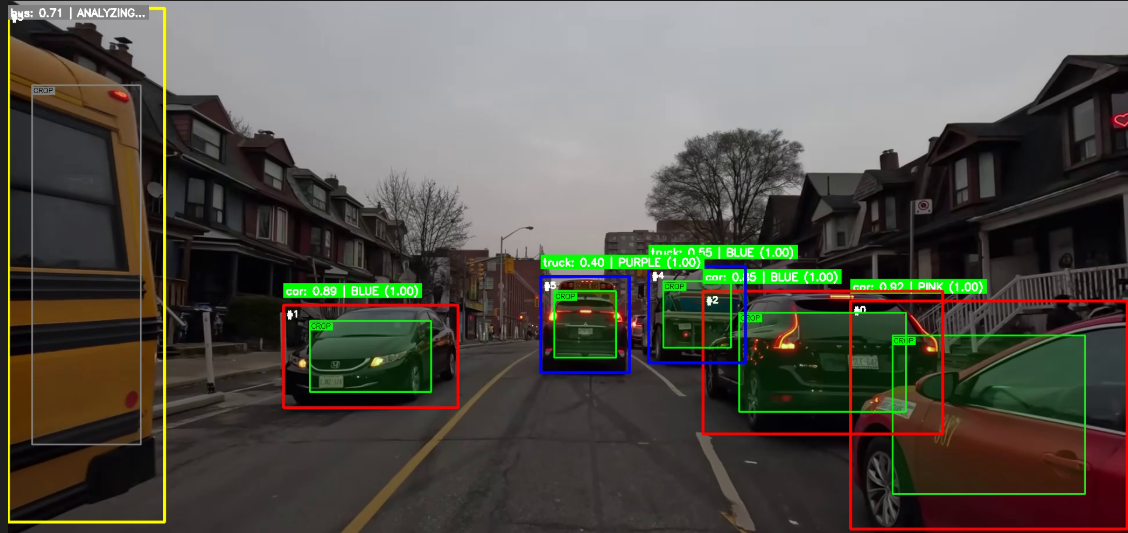 bus: 0.71 | ANALYZING...
#3
CROP
truck: 0.55 | BLUE (1.00)
truck: 0.40 | PURPLE (1.00)
#4
car: 0.85 | BLUE (1.00)
#5
CROP
CROP
car: 0.89 | BLUE (1.00)
car: 0.92 | PINK (1.00)
#1
#2
#0
CROP
CROP
CROP